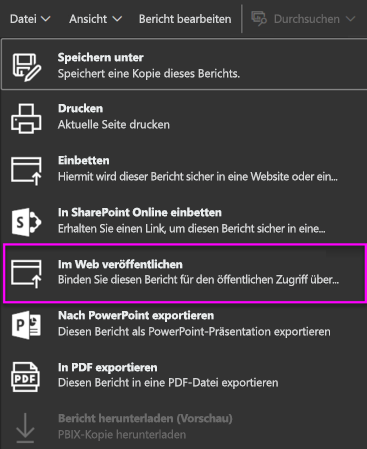 Datei Ansicht Bericht bearbeiten Durchsuchen
Speichern unter
Speichert eine Kopie dieses Berichts.
Drucken
Aktuelle Seite drucken
Einbetten
Hiermit wird dieser Bericht sicher in eine Website oder ein...
In SharePoint Online einbetten
Erhalten Sie einen Link, um diesen Bericht sicher in eine...
Im Web veröffentlichen
Binden Sie diesen Bericht für den öffentlichen Zugriff über...
Nach PowerPoint exportieren
Diesen Bericht als PowerPoint-Präsentation exportieren
In PDF exportieren
Diesen Bericht in eine PDF-Datei exportieren
Bericht herunterladen (Vorschau)
PBIX-Kopie herunterladen